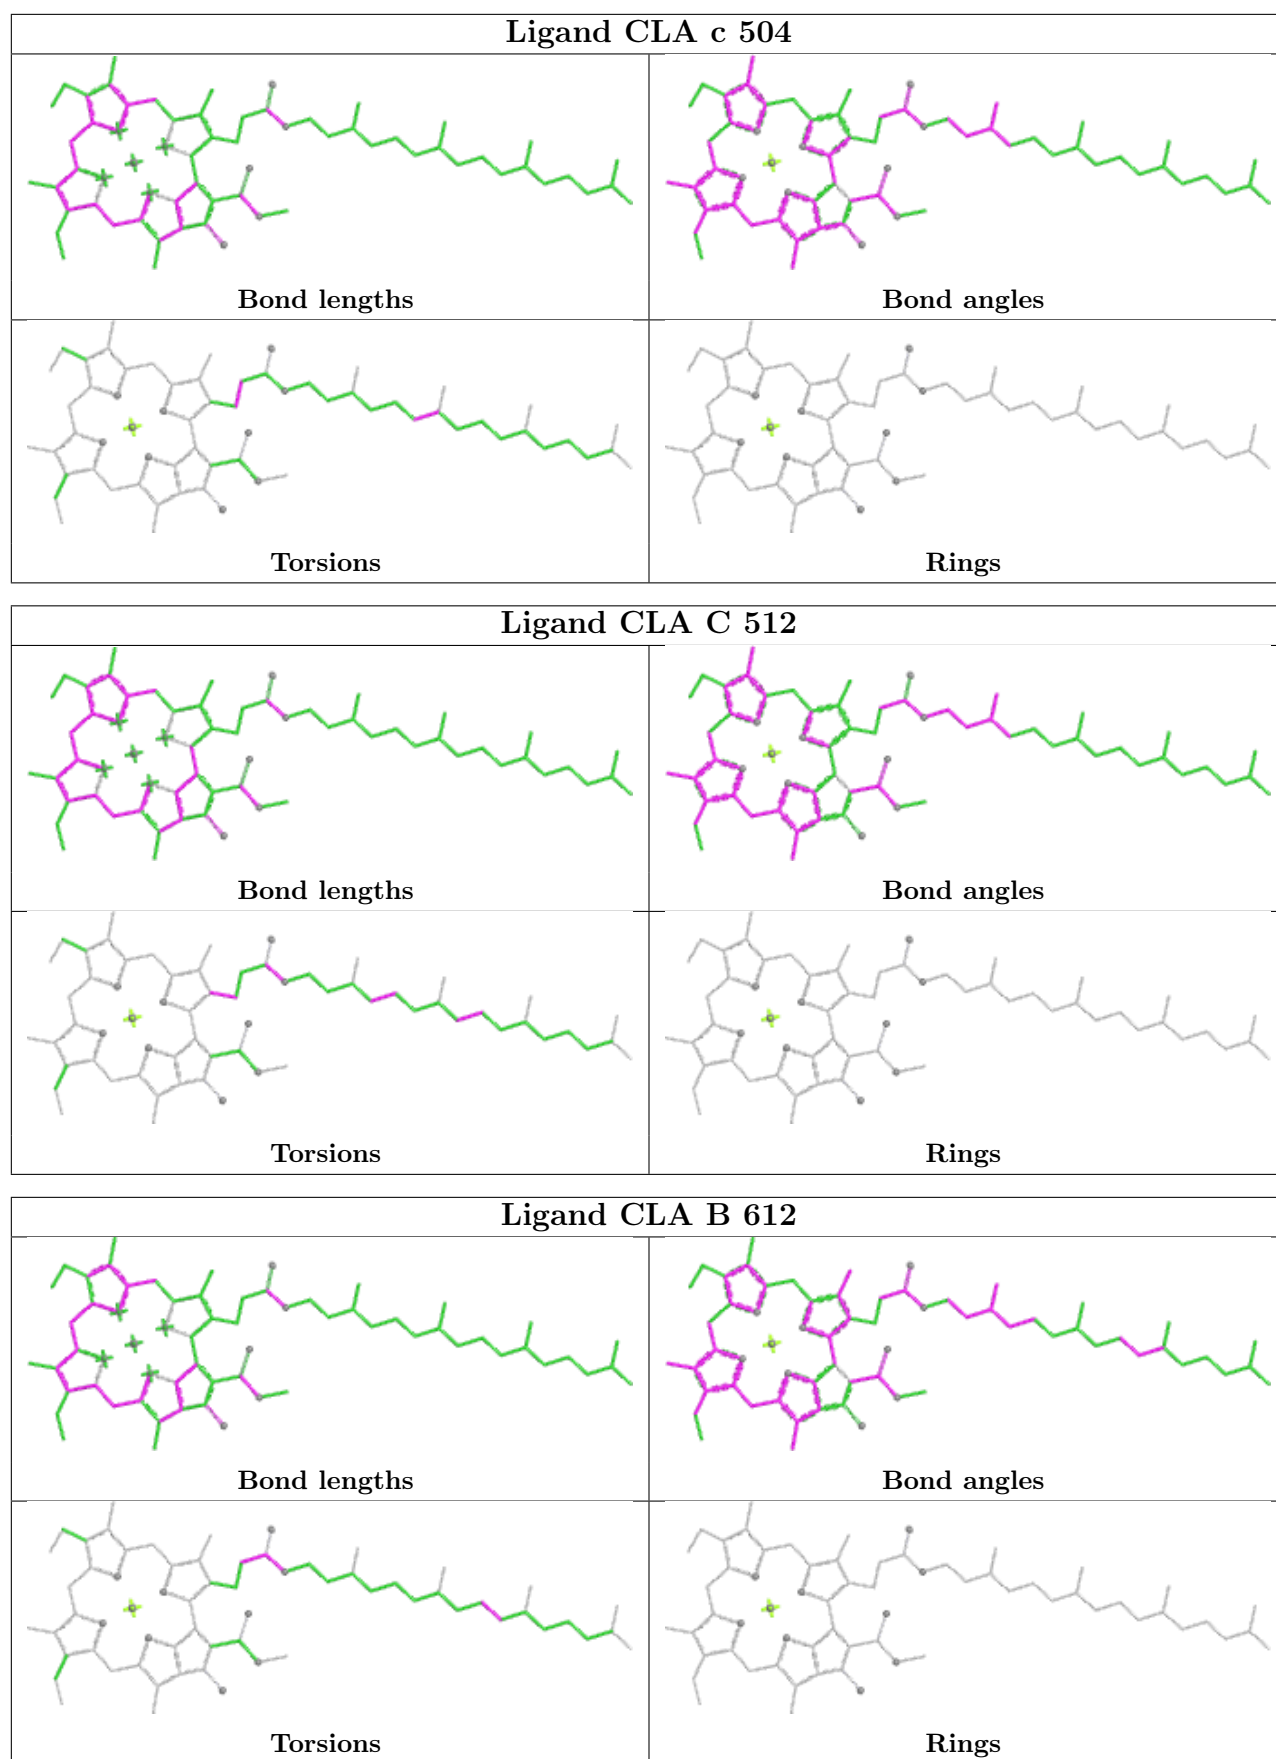 Ligand CLA c 504
Bond lengths
Bond angles
Torsions
Rings
Ligand CLA C 512
Bond lengths
Bond angles
Torsions
Rings
Ligand CLA B 612
Bond lengths
Bond angles
Torsions
Rings